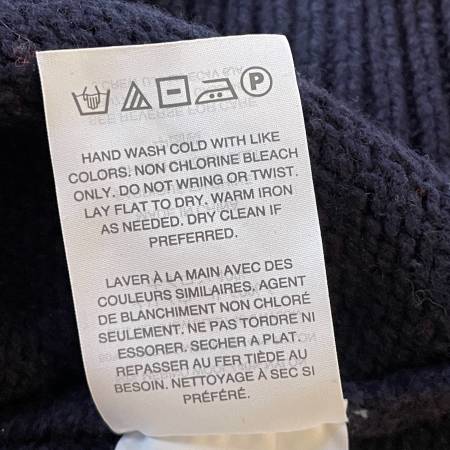 P
HAND WASH COLD WITH LIKE
COLORS. NON CHLORINE BLEACH
ONLY. DO NOT WRING OR TWIST.
LAY FLAT TO DRY. WARM IRON
AS NEEDED. DRY CLEAN IF
PREFERRED.
LAVER À LA MAIN AVEC DES
COULEURS SIMILAIRES, AGENT
DE BLANCHIMENT NON CHLORÉ
SEULEMENT. NE PAS TORDRE NI
ESSORER. SECHER A PLAT.
REPASSER AU FER TIÈDE AU
BESOIN. NETTOYAGE À SEC SI
PRÉFÉRÉ.